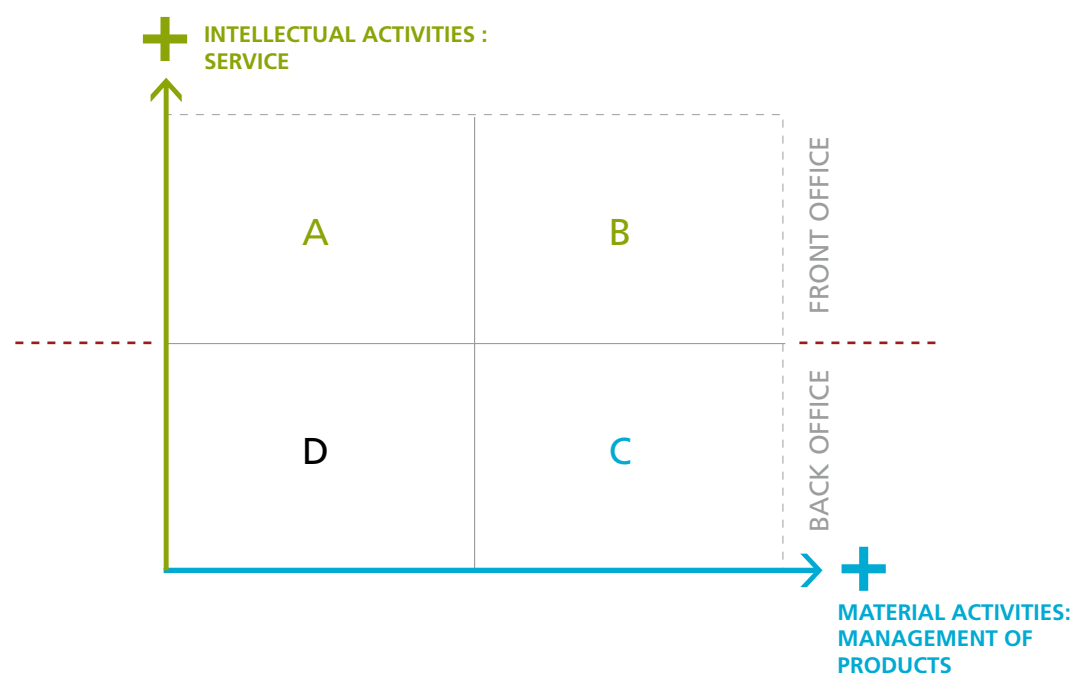 INTELLECTUAL ACTIVITIES :
SERVICE
FRONT OFFICE
A
B
BACK OFFICE
D
C
MATERIAL ACTIVITIES:
MANAGEMENT OF
PRODUCTS